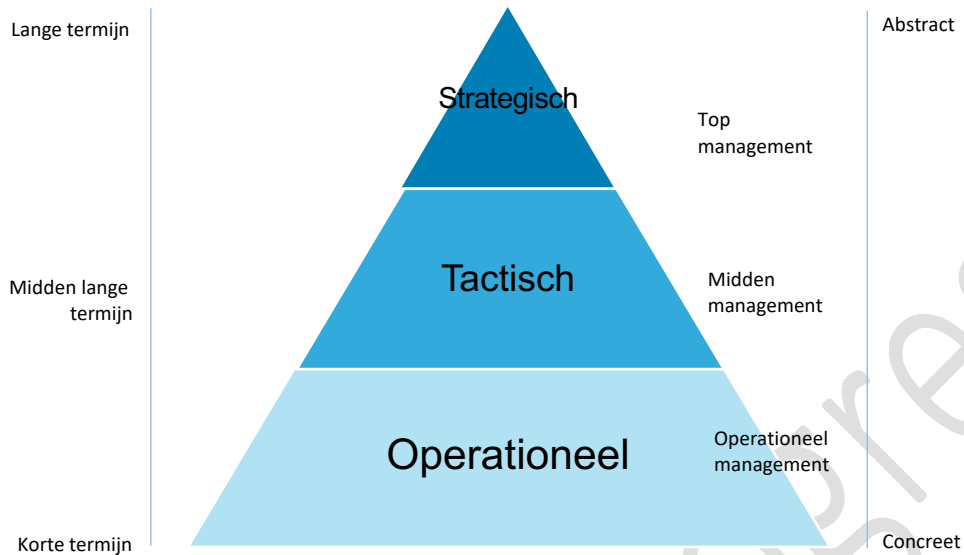 Lange termijn
Abstract
Strategisch
Top
management
Tactisch
Midden lange
termijn
Midden
management
Operationeel
Operationeel
management
Korte termijn
Concreet